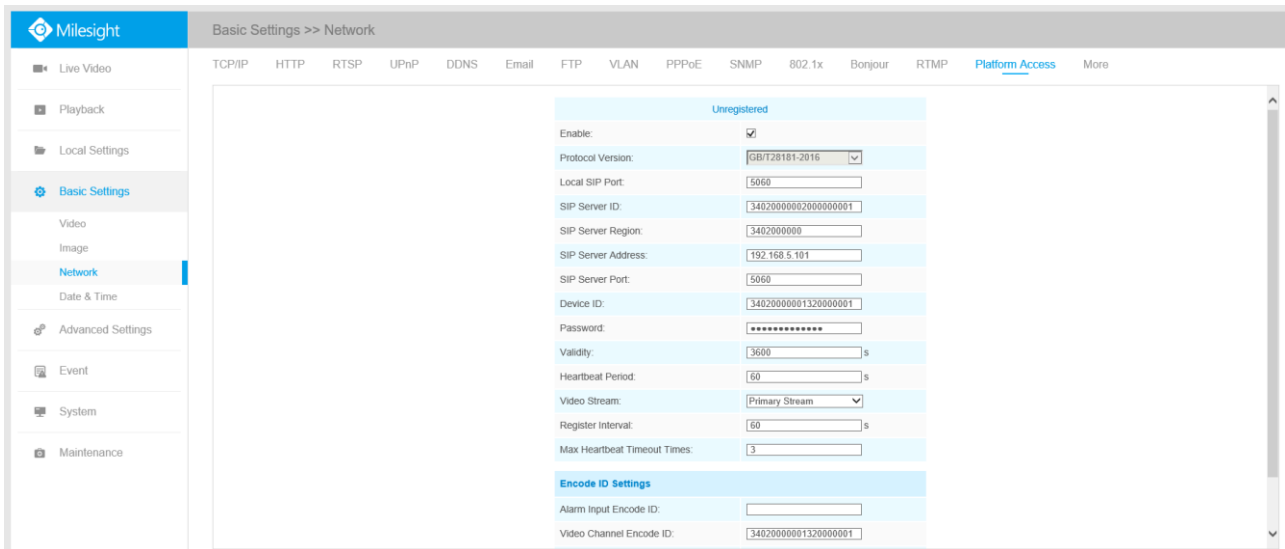 Milesight
Basic Settings >> Network
Live Video
Playback
Local Settings
Basic Settings
Video
Image
Network
Date & Time
Advanced Settings
Event
System
Maintenance
TCP/IP HTTP RTSP UPnP DDNS Email FTP VLAN PPPoE SNMP 802.1x Bonjour RTMP Platform Access More
Unregistered
Enable:
Protocol Version: GB/T28181-2016
Local SIP Port: 5060
SIP Server ID: 34020000002000000001
SIP Server Region: 3402000000
SIP Server Address: 192.168.5.101
SIP Server Port: 5060
Device ID: 34020000001320000001
Password: •••••••••••••
Validity: 3600 s
Heartbeat Period: 60 s
Video Stream: Primary Stream
Register Interval: 60 s
Max Heartbeat Timeout Times: 3
Encode ID Settings
Alarm Input Encode ID:
Video Channel Encode ID: 34020000001320000001